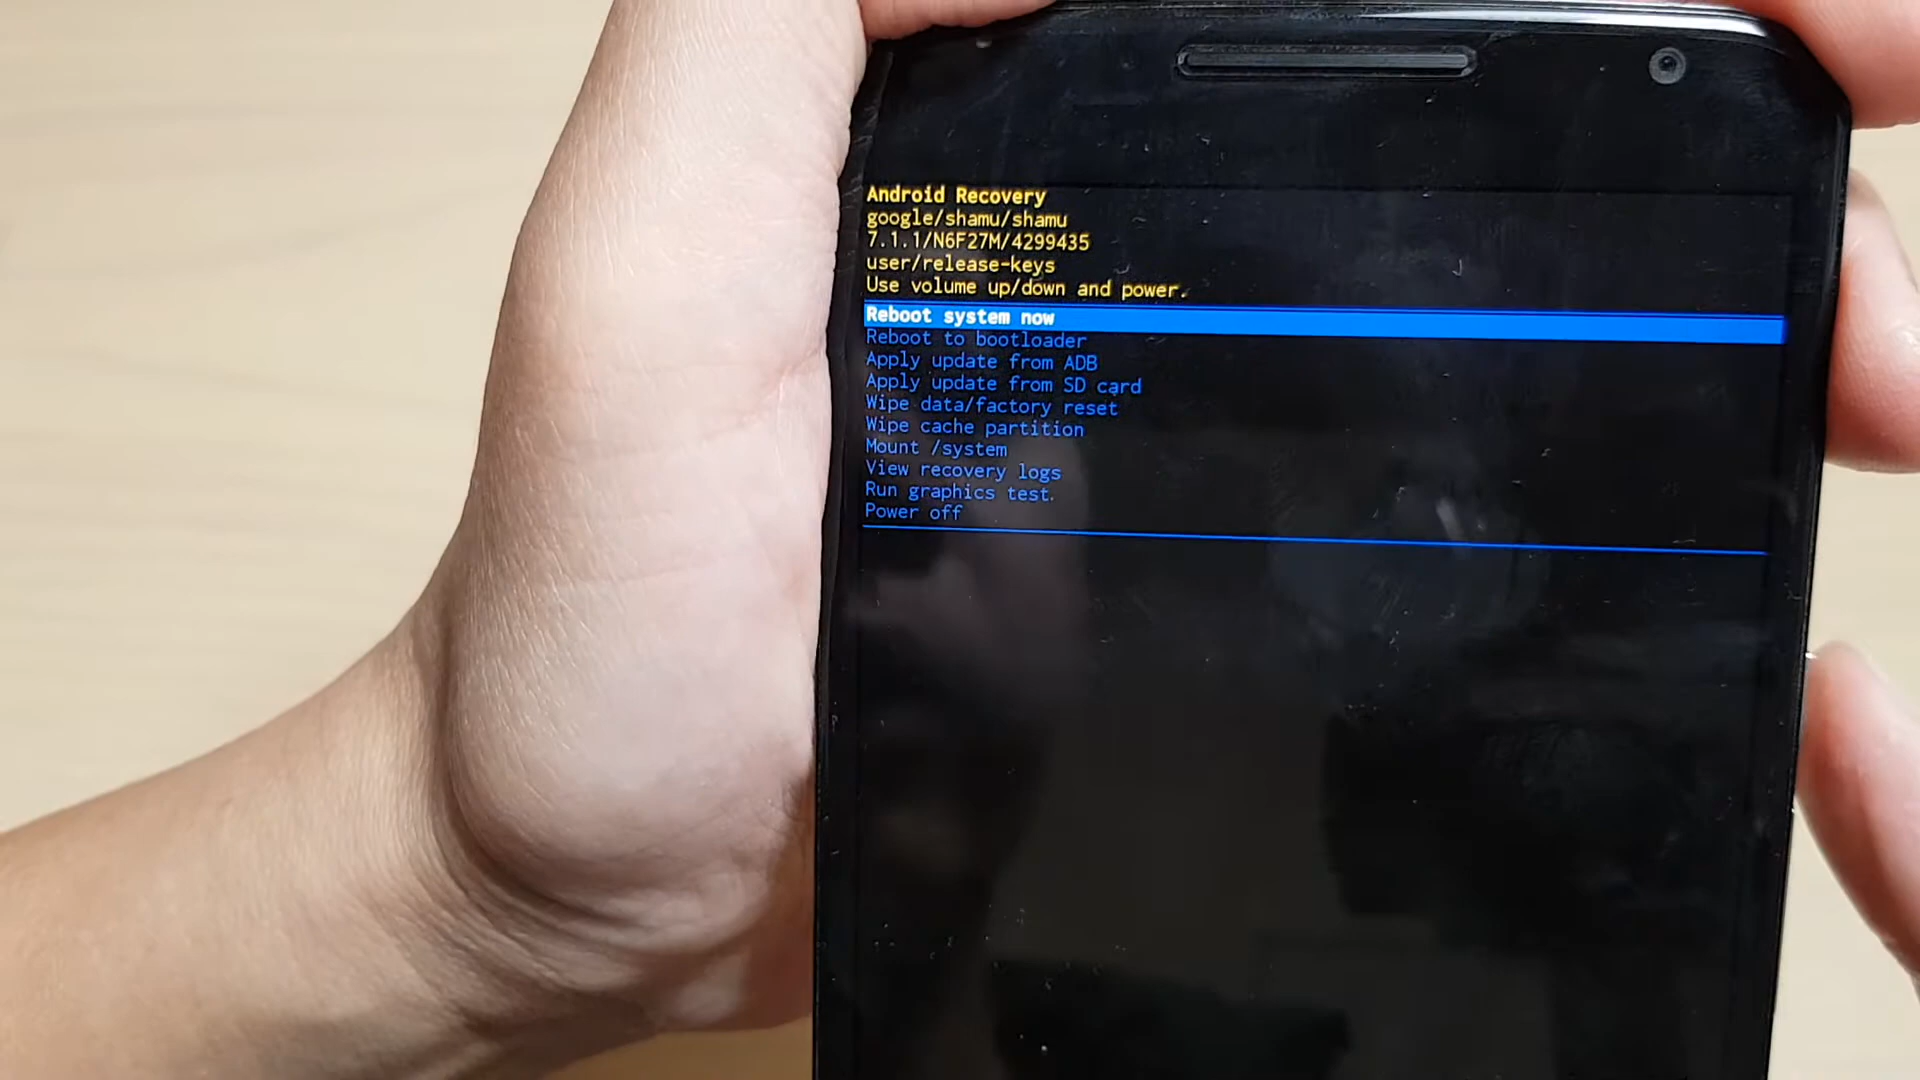 Android Recovery
google/shamu/shamu
7.1.1/N6F27M/4299435
user/release-keys
Use volume up/down and power.
Reboot system now
Reboot to bootloader
Apply update from ADB
Apply update from SD card
Wipe data/factory reset
Wipe cache partition
Mount /system
View recovery logs
Run graphics test
Power off